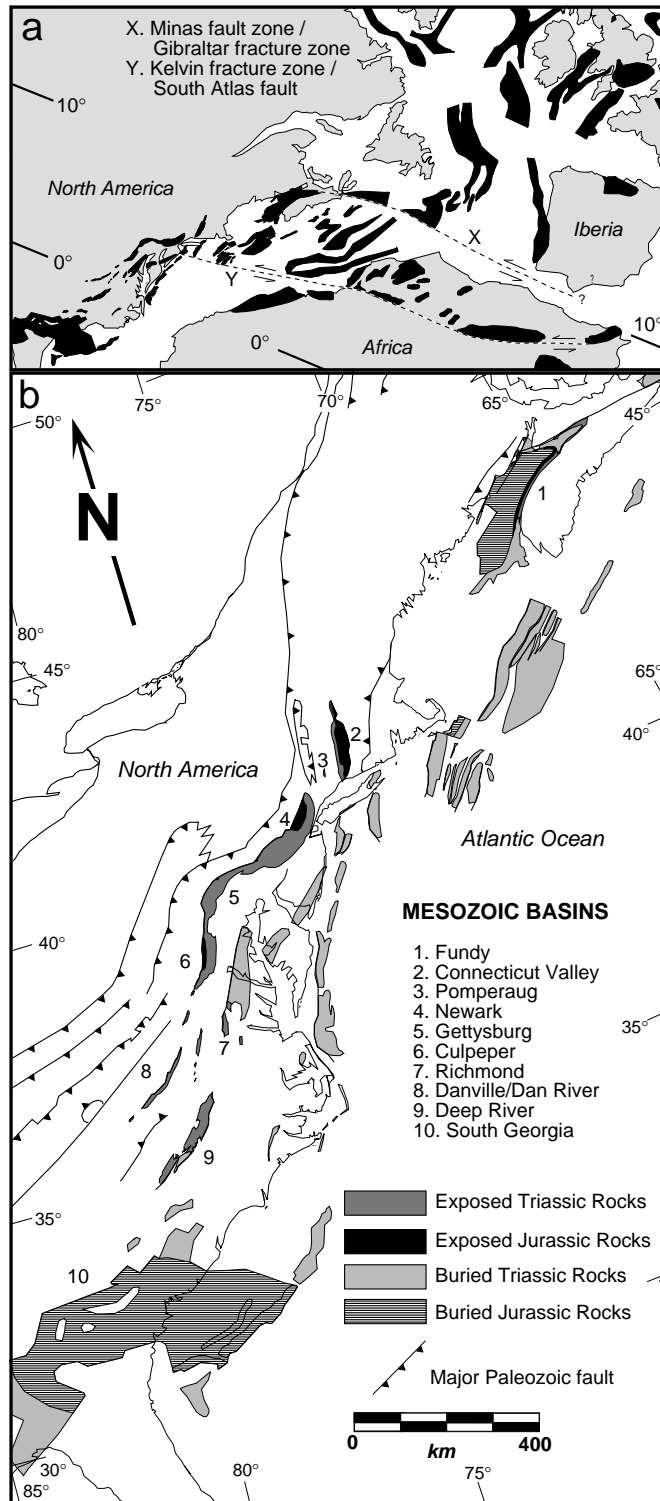 a
X. Minas fault zone /
Gibraltar fracture zone
Y. Kelvin fracture zone /
South Atlas fault
10°
North America
Iberia
X
0°
Y
?
?
0°
Africa
10°
b
75°
70°
65°
45°
50°
N
1
80°
45°
65°
40°
2
3
North America
4
Atlantic Ocean
5
MESOZOIC BASINS
40°
6
1. Fundy
2. Connecticut Valley
3. Pomperaug
4. Newark
35°
5. Gettysburg
6. Culpeper
7
7. Richmond
8
8. Danville/Dan River
9. Deep River
10. South Georgia
9
35°
Exposed Triassic Rocks
Exposed Jurassic Rocks
10
Buried Triassic Rocks
Buried Jurassic Rocks
Major Paleozoic fault
0 km 400
30°
85°
80°
75°